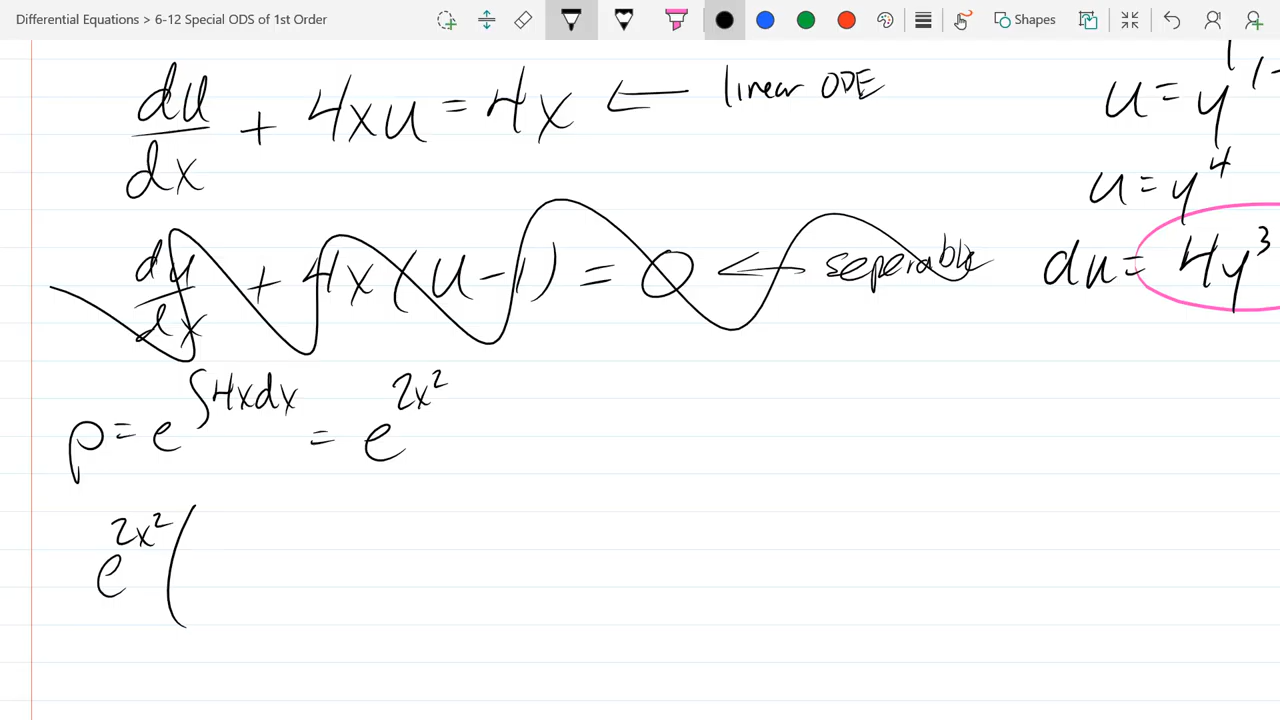 Differential Equations > 6-12 Special ODS of 1st Order
Shapes
du/dx + 4xu = 4x ← linear ODE
u = y^1-
u = y^4
du/dx + 4x(u-1) = 0 ← seperable
du = 4y^3
ρ = e^∫4xdx = e^2x^2
e^2x^2 (